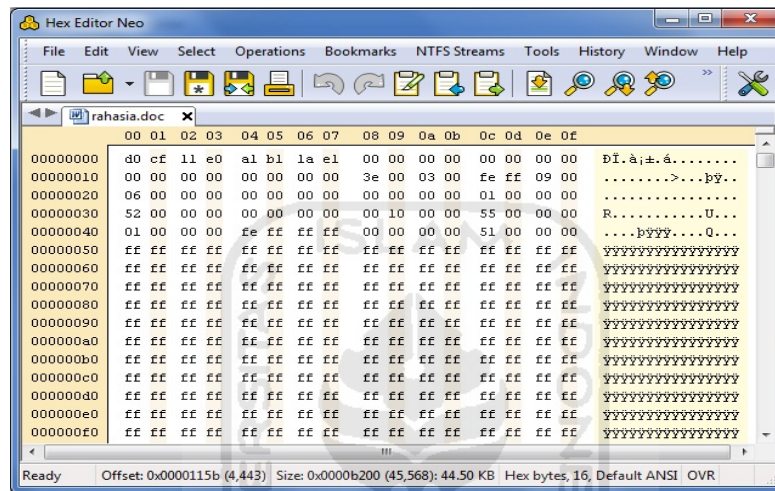 Hex Editor Neo
File Edit View Select Operations Bookmarks NTFS Streams Tools History Window Help
rahasia.doc
00 01 02 03 04 05 06 07 08 09 0a 0b 0c 0d 0e 0f
00000000 d0 cf 11 e0 a1 b1 1a e1 00 00 00 00 00 00 00 00 ÐÏ.à¡±.á........
00000010 00 00 00 00 00 00 00 00 3e 00 03 00 fe ff 09 00 ........>...þÿ..
00000020 06 00 00 00 00 00 00 00 00 00 00 00 01 00 00 00 ................
00000030 52 00 00 00 00 00 00 00 00 10 00 00 55 00 00 00 R...........U...
00000040 01 00 00 00 fe ff ff ff 00 00 00 00 51 00 00 00 ....þÿÿÿ....Q...
00000050 ff ff ff ff ff ff ff ff ff ff ff ff ff ff ff ff ÿÿÿÿÿÿÿÿÿÿÿÿÿÿÿÿ
00000060 ff ff ff ff ff ff ff ff ff ff ff ff ff ff ff ff ÿÿÿÿÿÿÿÿÿÿÿÿÿÿÿÿ
00000070 ff ff ff ff ff ff ff ff ff ff ff ff ff ff ff ff ÿÿÿÿÿÿÿÿÿÿÿÿÿÿÿÿ
00000080 ff ff ff ff ff ff ff ff ff ff ff ff ff ff ff ff ÿÿÿÿÿÿÿÿÿÿÿÿÿÿÿÿ
00000090 ff ff ff ff ff ff ff ff ff ff ff ff ff ff ff ff ÿÿÿÿÿÿÿÿÿÿÿÿÿÿÿÿ
000000a0 ff ff ff ff ff ff ff ff ff ff ff ff ff ff ff ff ÿÿÿÿÿÿÿÿÿÿÿÿÿÿÿÿ
000000b0 ff ff ff ff ff ff ff ff ff ff ff ff ff ff ff ff ÿÿÿÿÿÿÿÿÿÿÿÿÿÿÿÿ
000000c0 ff ff ff ff ff ff ff ff ff ff ff ff ff ff ff ff ÿÿÿÿÿÿÿÿÿÿÿÿÿÿÿÿ
000000d0 ff ff ff ff ff ff ff ff ff ff ff ff ff ff ff ff ÿÿÿÿÿÿÿÿÿÿÿÿÿÿÿÿ
000000e0 ff ff ff ff ff ff ff ff ff ff ff ff ff ff ff ff ÿÿÿÿÿÿÿÿÿÿÿÿÿÿÿÿ
000000f0 ff ff ff ff ff ff ff ff ff ff ff ff ff ff ff ff ÿÿÿÿÿÿÿÿÿÿÿÿÿÿÿÿ
Ready Offset: 0x0000115b (4,443) Size: 0x0000b200 (45,568): 44.50 KB Hex bytes, 16, Default ANSI OVR
ISLAM